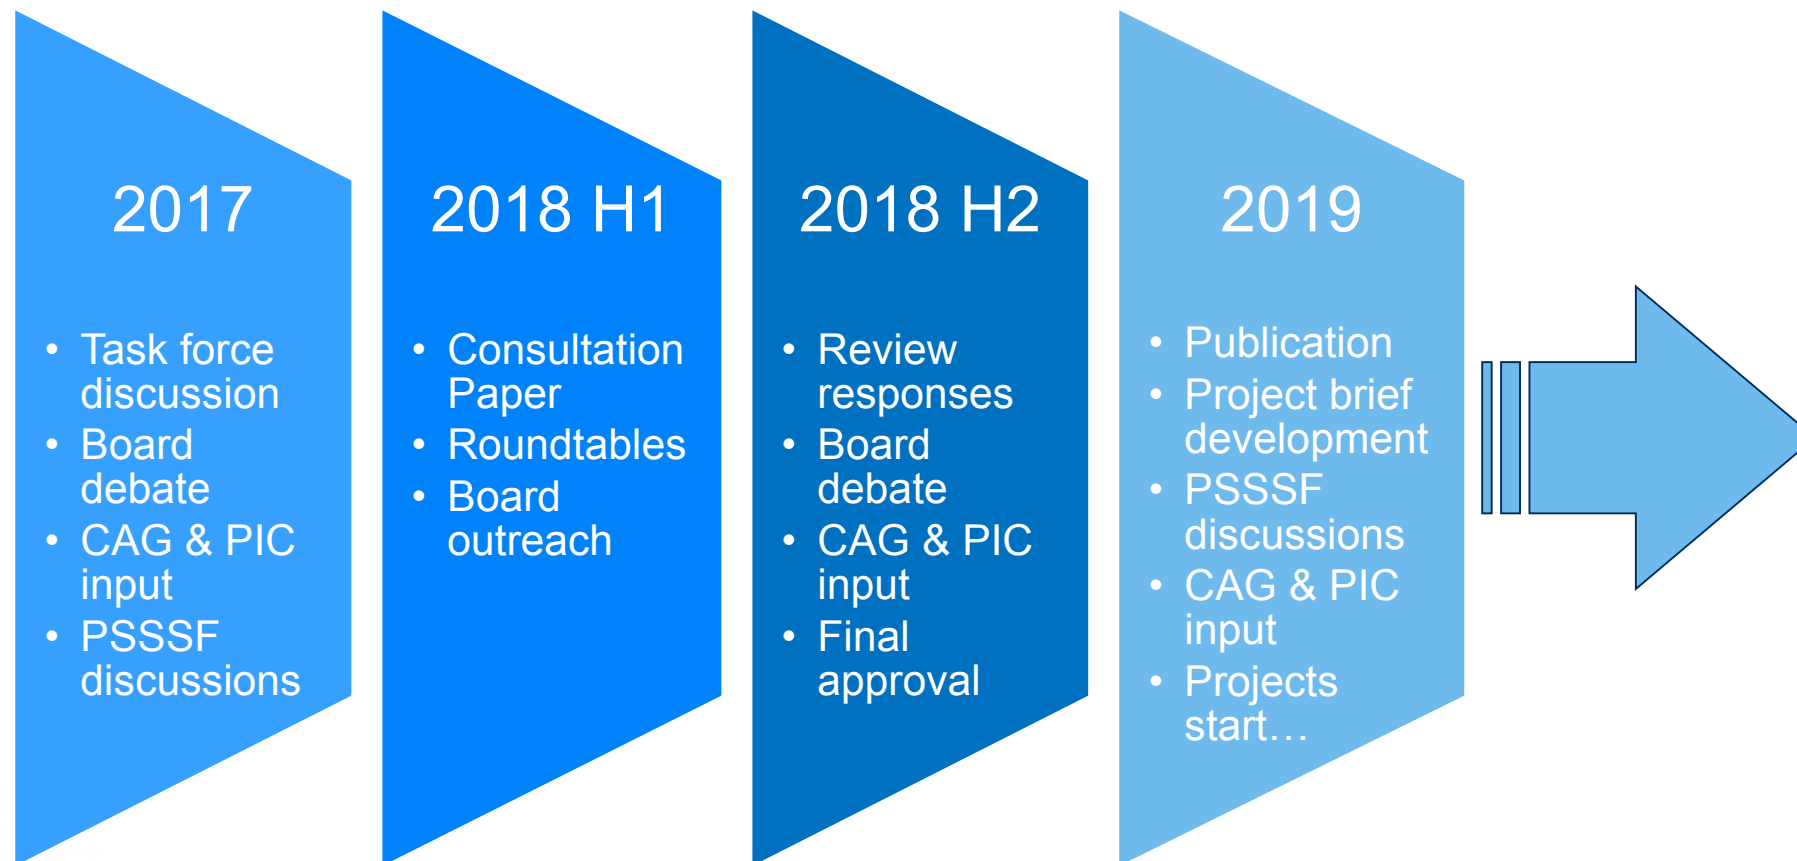 2017
• Task force
discussion
• Board
debate
• CAG & PIC
input
• PSSSF
discussions
2018 H1
• Consultation
Paper
• Roundtables
• Board
outreach
2018 H2
• Review
responses
• Board
debate
• CAG & PIC
input
• Final
approval
2019
• Publication
• Project brief
development
• PSSSF
discussions
• CAG & PIC
input
• Projects
start…